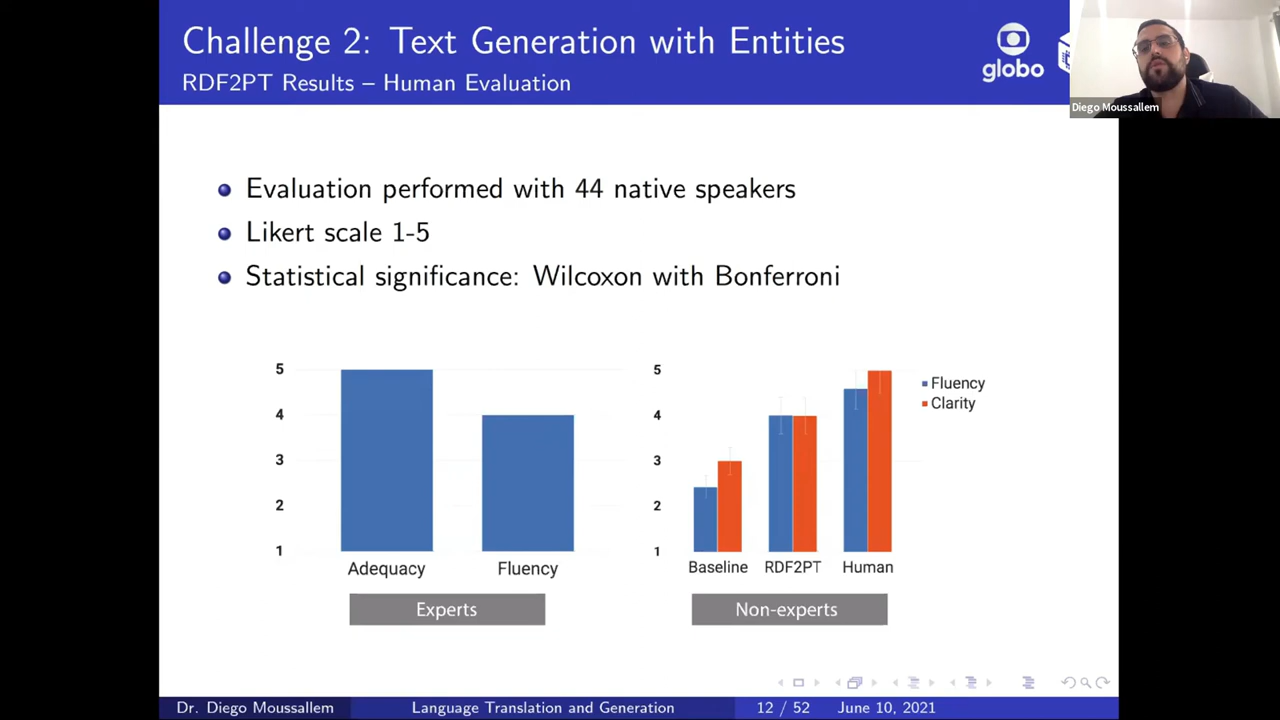 Challenge 2: Text Generation with Entities
RDF2PT Results – Human Evaluation
globo
Diego Moussallem
Evaluation performed with 44 native speakers
Likert scale 1-5
Statistical significance: Wilcoxon with Bonferroni
5
4
3
2
1
Adequacy Fluency
Experts
5
4
3
2
1
Baseline RDF2PT Human
Fluency
Clarity
Non-experts
Dr. Diego Moussallem Language Translation and Generation 12 / 52 June 10, 2021